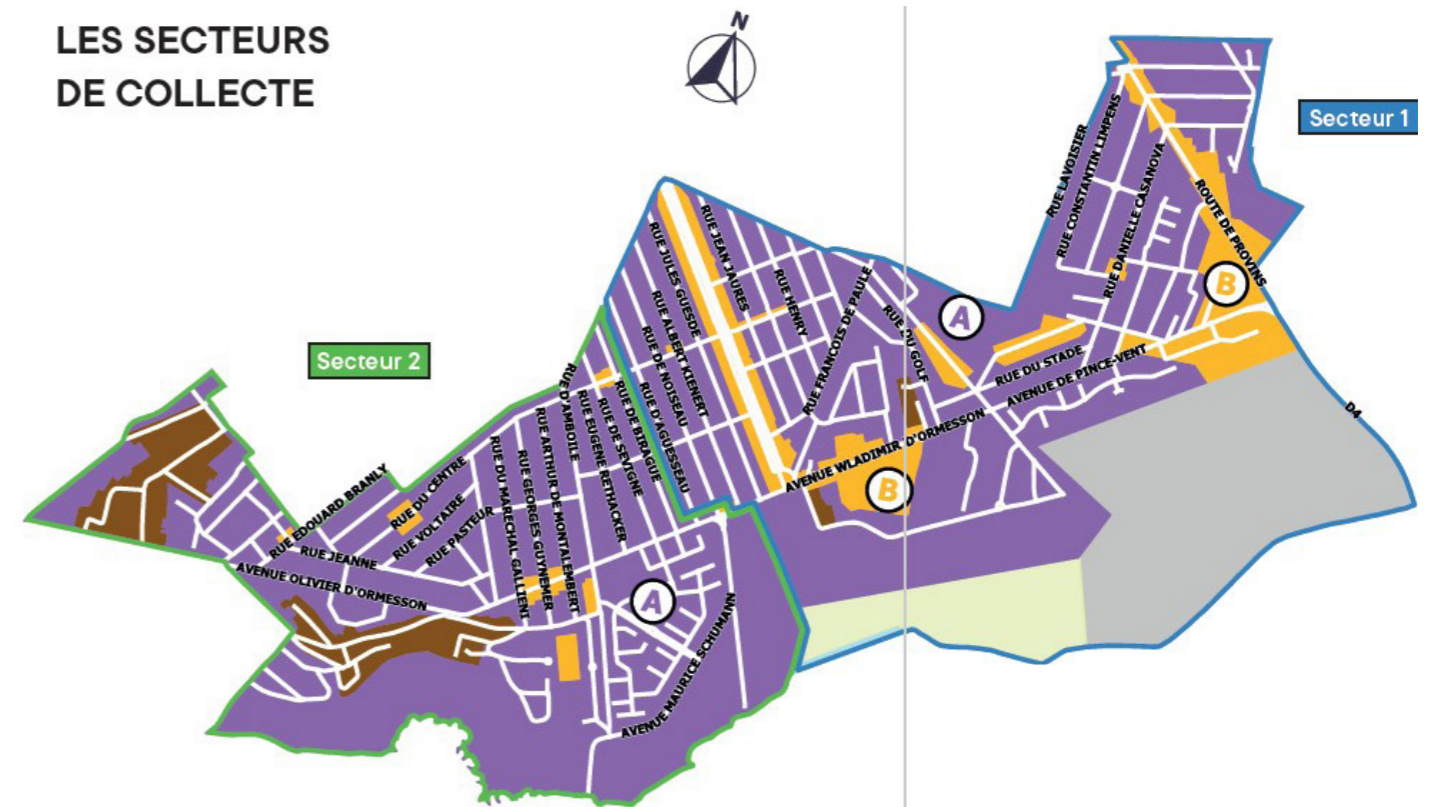 LES SECTEURS
DE COLLECTE
N
Secteur 1
RUE LAVOISIER
RUE CONSTANTIN LIMPENS
RUE DANIELLE CASANOVA
ROUTE DE PROVINS
B
A
RUE JULES GUESDE
RUE JEAN JAURES
RUE HENRY
RUE FRANCOIS DE PAULE
RUE DU GOLF
RUE DU STADE
AVENUE DE PINCE-VENT
AVENUE WLADIMIR D'ORMESSON
B
D4
RUE ALBERT KIENERT
RUE DE NOISEAU
RUE D'AGUESSEAU
Secteur 2
RUE DE BIRAGUE
RUE DE SEVIGNE
RUE EUGENE RETHACKER
RUE D'AMBOILE
RUE ARTHUR DE MONTALEMBERT
RUE GEORGES GUYNEMER
RUE DU MARECHAL GALLIENI
RUE EDOUARD BRANLY
RUE DU CENTRE
RUE VOLTAIRE
RUE PASTEUR
RUE JEANNE
AVENUE OLIVIER D'ORMESSON
A
AVENUE MAURICE SCHUMANN